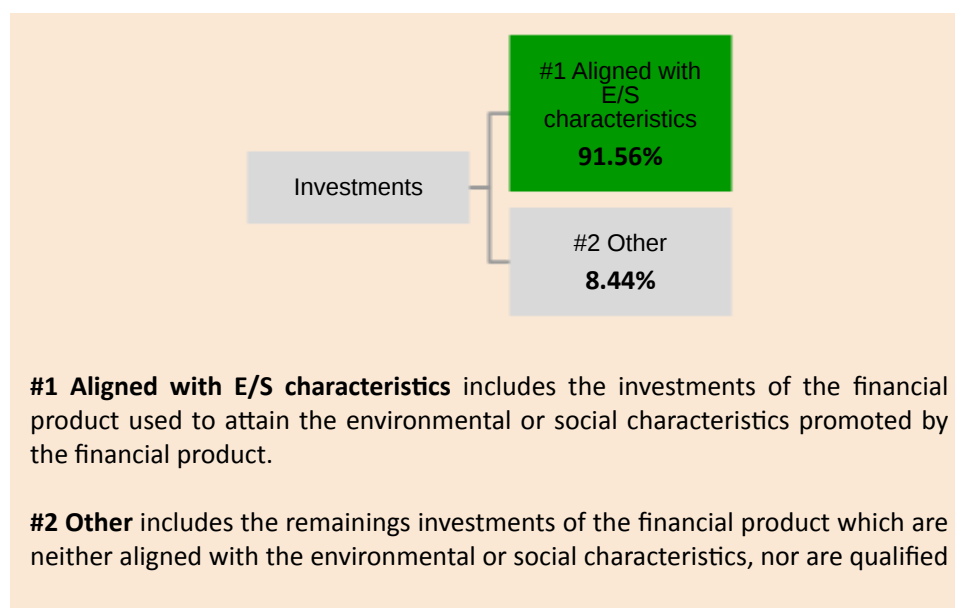 #1 Aligned with
E/S
characteristics
91.56%
Investments
#2 Other
8.44%
#1 Aligned with E/S characteristics includes the investments of the financial
product used to attain the environmental or social characteristics promoted by
the financial product.
#2 Other includes the remainings investments of the financial product which are
neither aligned with the environmental or social characteristics, nor are qualified